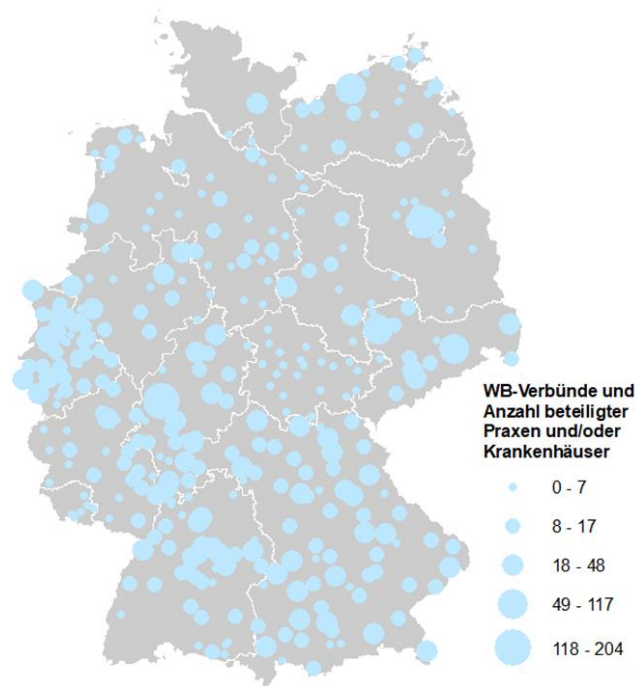 WB-Verbünde und
Anzahl beteiligter
Praxen und/oder
Krankenhäuser
0 - 7
8 - 17
18 - 48
49 - 117
118 - 204